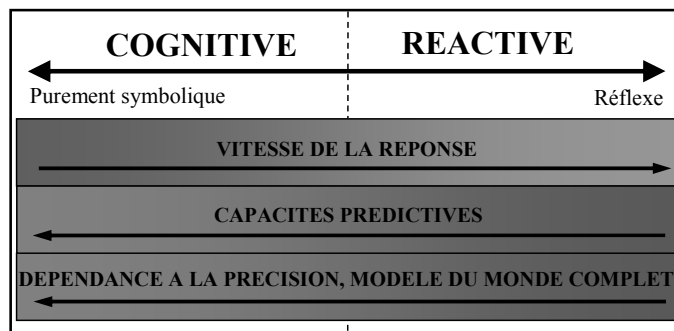 COGNITIVE REACTIVE
Purement symbolique Réflexe
VITESSE DE LA REPONSE
CAPACITES PREDICTIVES
DEPENDANCE A LA PRECISION, MODELE DU MONDE COMPLET